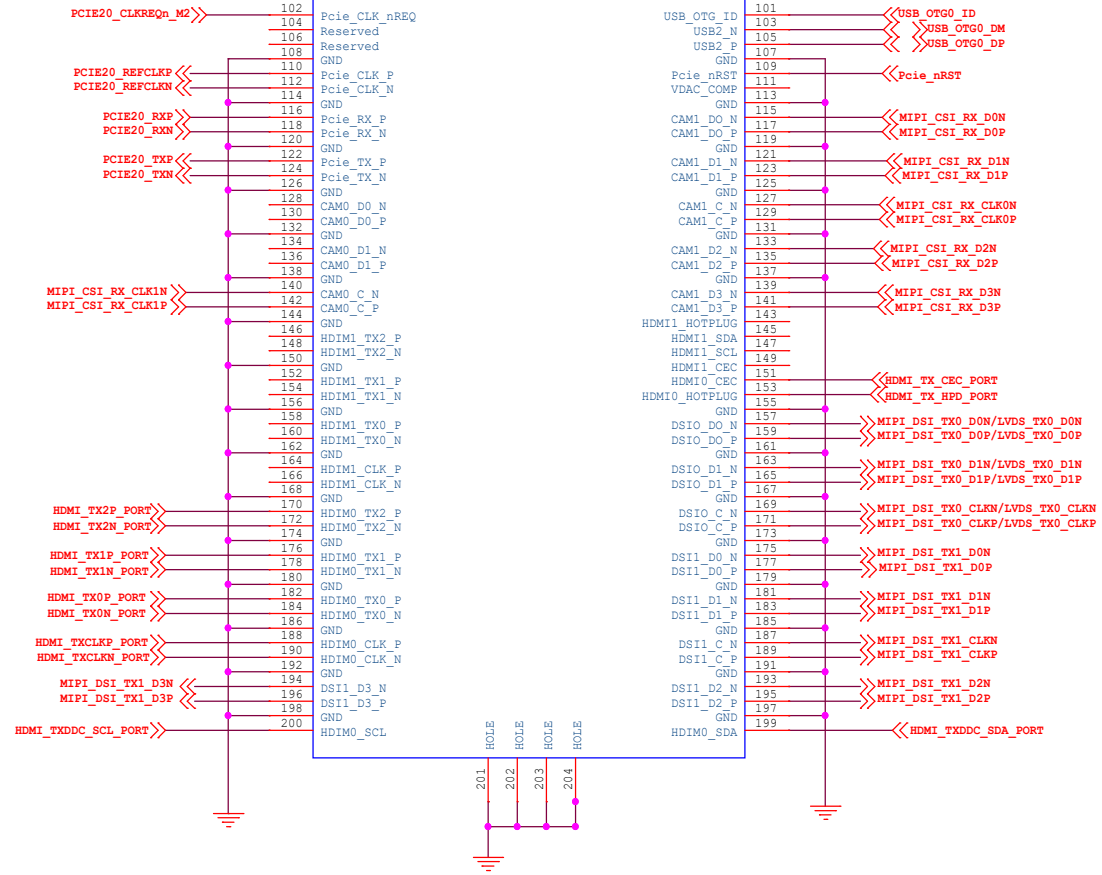 PCIE20_CLKREQn_M2 102 Pcie_CLK_nREQ USB_OTG_ID 101 USB_OTG0_ID
104 Reserved USB2_N 103 USB_OTG0_DM
106 Reserved USB2_P 105 USB_OTG0_DP
108 GND GND 107
PCIE20_REFCLKP 110 Pcie_CLK_P Pcie_nRST 109 Pcie_nRST
PCIE20_REFCLKN 112 Pcie_CLK_N VDAC_COMP 111
114 GND GND 113
PCIE20_RXP 116 Pcie_RX_P CAM1_DO_N 115 MIPI_CSI_RX_D0N
PCIE20_RXN 118 Pcie_RX_N CAM1_DO_P 117 MIPI_CSI_RX_D0P
120 GND GND 119
PCIE20_TXP 122 Pcie_TX_P CAM1_D1_N 121 MIPI_CSI_RX_D1N
PCIE20_TXN 124 Pcie_TX_N CAM1_D1_P 123 MIPI_CSI_RX_D1P
126 GND GND 125
128 CAM0_D0_N CAM1_C_N 127 MIPI_CSI_RX_CLK0N
130 CAM0_D0_P CAM1_C_P 129 MIPI_CSI_RX_CLK0P
132 GND GND 131
134 CAM0_D1_N CAM1_D2_N 133 MIPI_CSI_RX_D2N
136 CAM0_D1_P CAM1_D2_P 135 MIPI_CSI_RX_D2P
138 GND GND 137
MIPI_CSI_RX_CLK1N 140 CAM0_C_N CAM1_D3_N 139 MIPI_CSI_RX_D3N
MIPI_CSI_RX_CLK1P 142 CAM0_C_P CAM1_D3_P 141 MIPI_CSI_RX_D3P
144 GND HDMI1_HOTPLUG 143
146 HDIM1_TX2_P HDMI1_SDA 145
148 HDIM1_TX2_N HDMI1_SCL 147
150 GND HDMI1_CEC 149
152 HDIM1_TX1_P HDMI0_CEC 151 HDMI_TX_CEC_PORT
154 HDIM1_TX1_N HDMI0_HOTPLUG 153 HDMI_TX_HPD_PORT
156 GND GND 155
158 HDIM1_TX0_P DSIO_DO_N 157 MIPI_DSI_TX0_D0N/LVDS_TX0_D0N
160 HDIM1_TX0_N DSIO_DO_P 159 MIPI_DSI_TX0_D0P/LVDS_TX0_D0P
162 GND GND 161
164 HDIM1_CLK_P DSIO_D1_N 163 MIPI_DSI_TX0_D1N/LVDS_TX0_D1N
166 HDIM1_CLK_N DSIO_D1_P 165 MIPI_DSI_TX0_D1P/LVDS_TX0_D1P
168 GND GND 167
HDMI_TX2P_PORT 170 HDIM0_TX2_P DSIO_C_N 169 MIPI_DSI_TX0_CLKN/LVDS_TX0_CLKN
HDMI_TX2N_PORT 172 HDIM0_TX2_N DSIO_C_P 171 MIPI_DSI_TX0_CLKP/LVDS_TX0_CLKP
174 GND GND 173
HDMI_TX1P_PORT 176 HDIM0_TX1_P DSI1_D0_N 175 MIPI_DSI_TX1_D0N
HDMI_TX1N_PORT 178 HDIM0_TX1_N DSI1_D0_P 177 MIPI_DSI_TX1_D0P
180 GND GND 179
HDMI_TX0P_PORT 182 HDIM0_TX0_P DSI1_D1_N 181 MIPI_DSI_TX1_D1N
HDMI_TX0N_PORT 184 HDIM0_TX0_N DSI1_D1_P 183 MIPI_DSI_TX1_D1P
186 GND GND 185
HDMI_TXCLKP_PORT 188 HDIM0_CLK_P DSI1_C_N 187 MIPI_DSI_TX1_CLKN
HDMI_TXCLKN_PORT 190 HDIM0_CLK_N DSI1_C_P 189 MIPI_DSI_TX1_CLKP
192 GND GND 191
MIPI_DSI_TX1_D3N 194 DSI1_D3_N DSI1_D2_N 193 MIPI_DSI_TX1_D2N
MIPI_DSI_TX1_D3P 196 DSI1_D3_P DSI1_D2_P 195 MIPI_DSI_TX1_D2P
198 GND GND 197
HDMI_TXDDC_SCL_PORT 200 HDIM0_SCL HDIM0_SDA 199 HDMI_TXDDC_SDA_PORT
HOLE HOLE HOLE HOLE
201 202 203 204